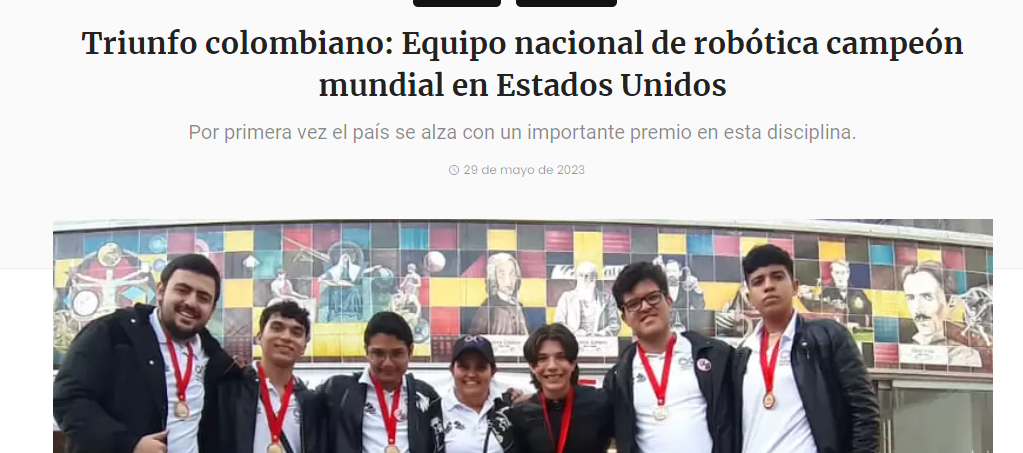 Triunfo colombiano: Equipo nacional de robótica campeón
mundial en Estados Unidos
Por primera vez el país se alza con un importante premio en esta disciplina.
29 de mayo de 2023